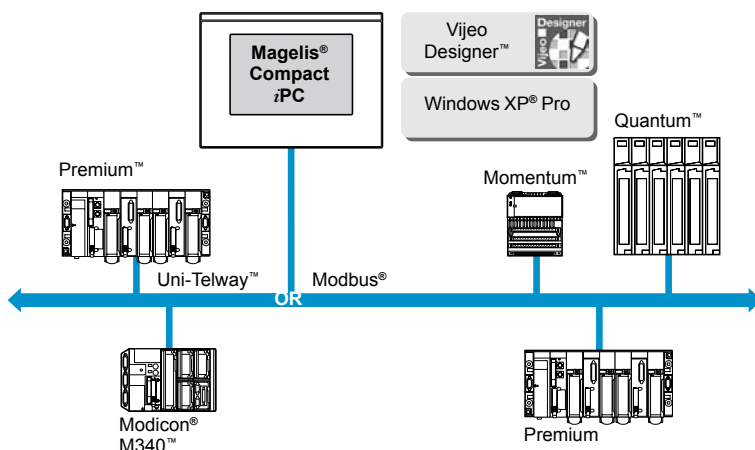 Magelis®
Compact
iPC
Vijeo
Designer™
Vijeo
Designer
Windows XP® Pro
Quantum™
Premium™
Momentum™
Uni-Telway™
OR
Modbus®
Modicon®
M340™
Premium